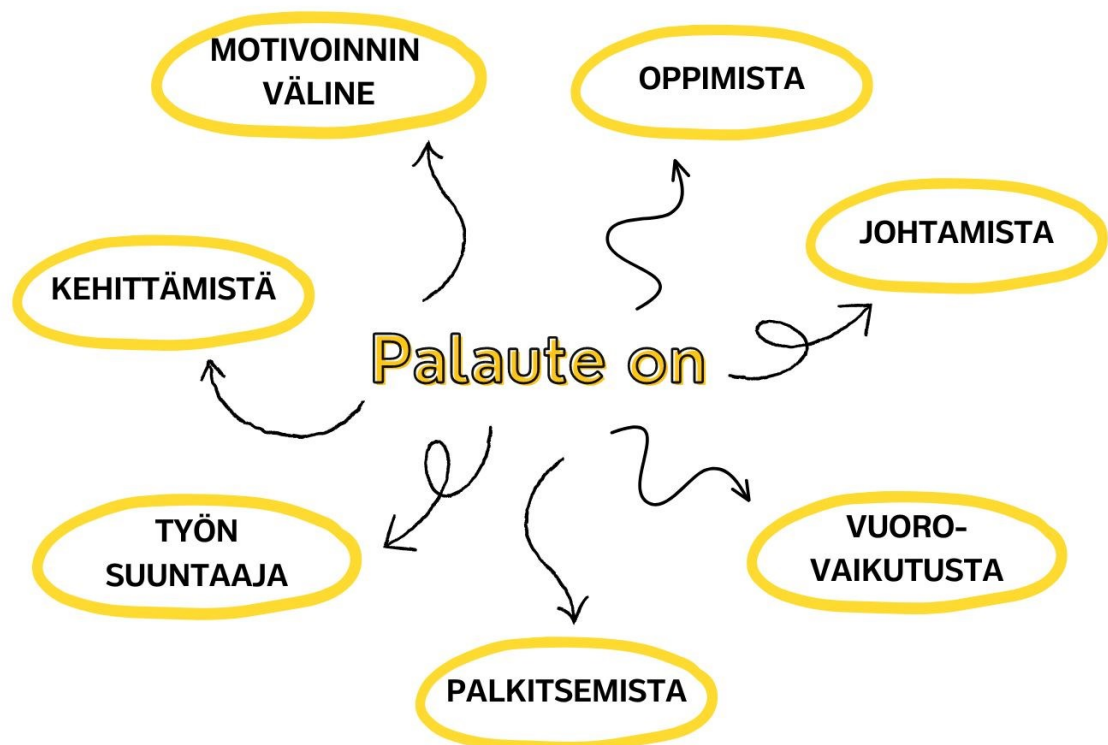 MOTIVOINNIN
VÄLINE
OPPIMISTA
JOHTAMISTA
KEHITTÄMISTÄ
Palaute on
TYÖN
SUUNTAAJA
VUORO-
VAIKUTUSTA
PALKITSEMISTA